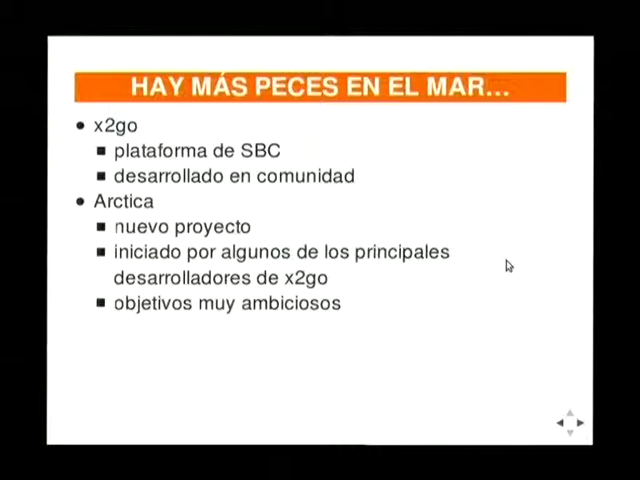 HAY MÁS PECES EN EL MAR...
x2go
plataforma de SBC
desarrollado en comunidad
Arctica
nuevo proyecto
iniciado por algunos de los principales
desarrolladores de x2go
objetivos muy ambiciosos